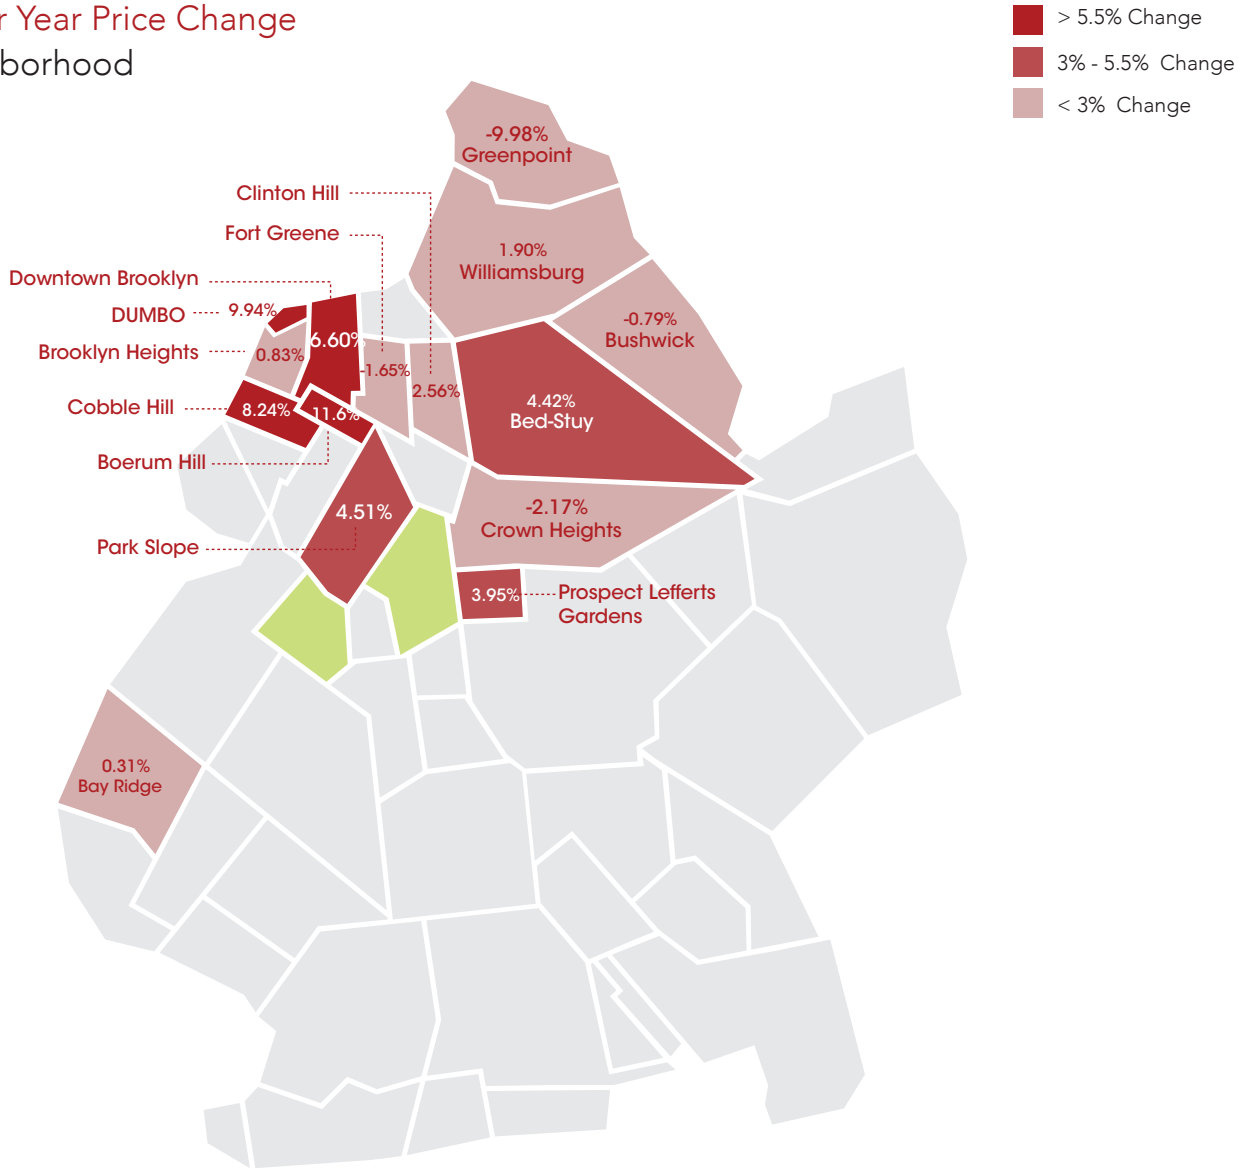 r Year Price Change
borhood
> 5.5% Change
3% - 5.5% Change
< 3% Change
-9.98%
Greenpoint
Clinton Hill
Fort Greene
1.90%
Williamsburg
Downtown Brooklyn
DUMBO
9.94%
-0.79%
Bushwick
6.60%
Brooklyn Heights
0.83%
-1.65%
2.56%
Cobble Hill
8.24%
11.6%
4.42%
Bed-Stuy
Boerum Hill
4.51%
-2.17%
Crown Heights
Park Slope
3.95%
Prospect Lefferts
Gardens
0.31%
Bay Ridge